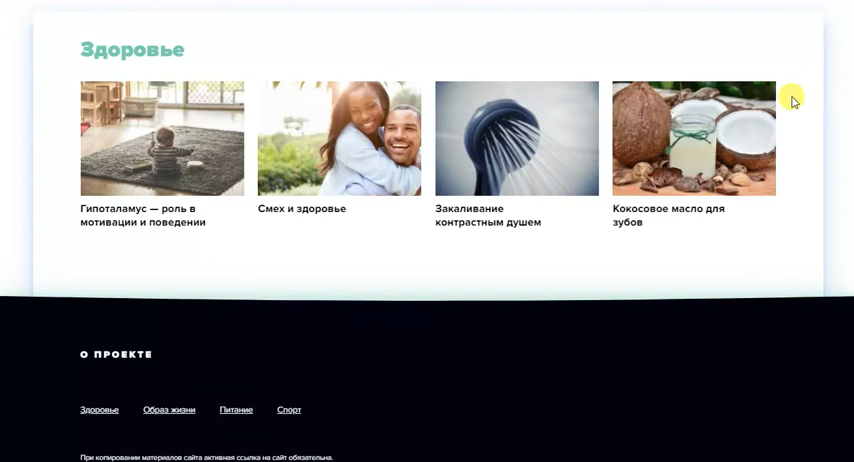 Здоровье
Гипоталамус — роль в
мотивации и поведении
Смех и здоровье
Закаливание
контрастным душем
Кокосовое масло для
зубов
О ПРОЕКТЕ
Здоровье Образ жизни Питание Спорт
При копировании материалов сайта активная ссылка на сайт обязательна.